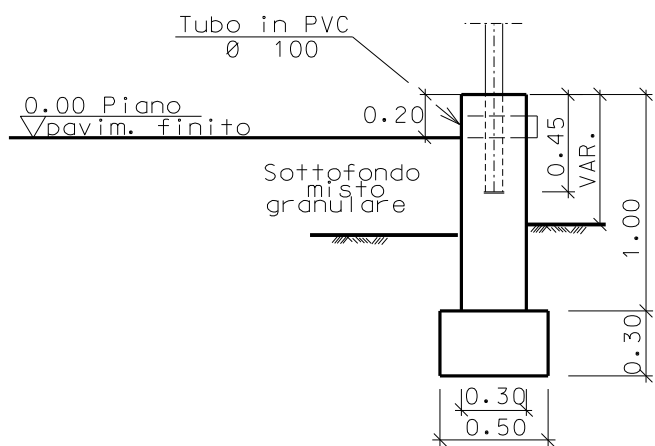 Tubo in PVC
Ø 100
0.00 Piano
pavim. finito
0.20
0.45
VAR.
Sottofondo
misto
granulare
1.00
0.30
0.30
0.50